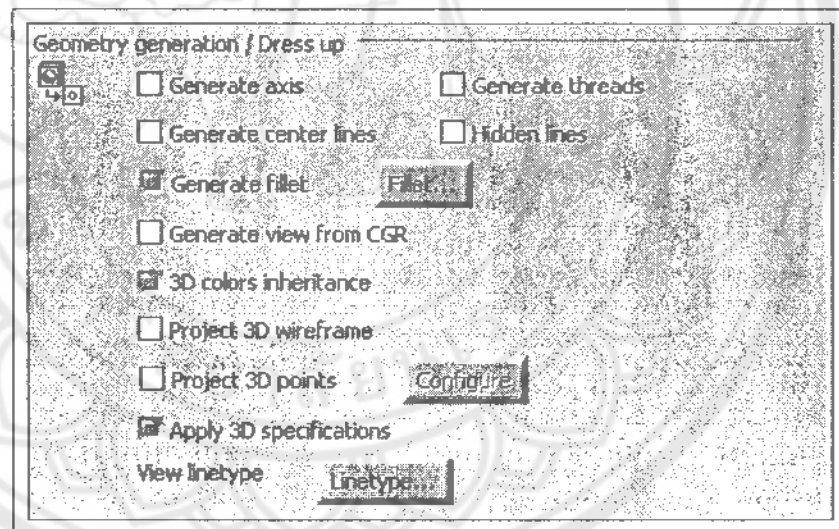 Geometry generation / Dress up
Generate axis
Generate threads
Generate center lines
Hidden lines
Generate fillet
Fillet...
Generate view from CGR
3D colors inheritance
Project 3D wireframe
Project 3D points
Configure
Apply 3D specifications
View linetype
Linetype...